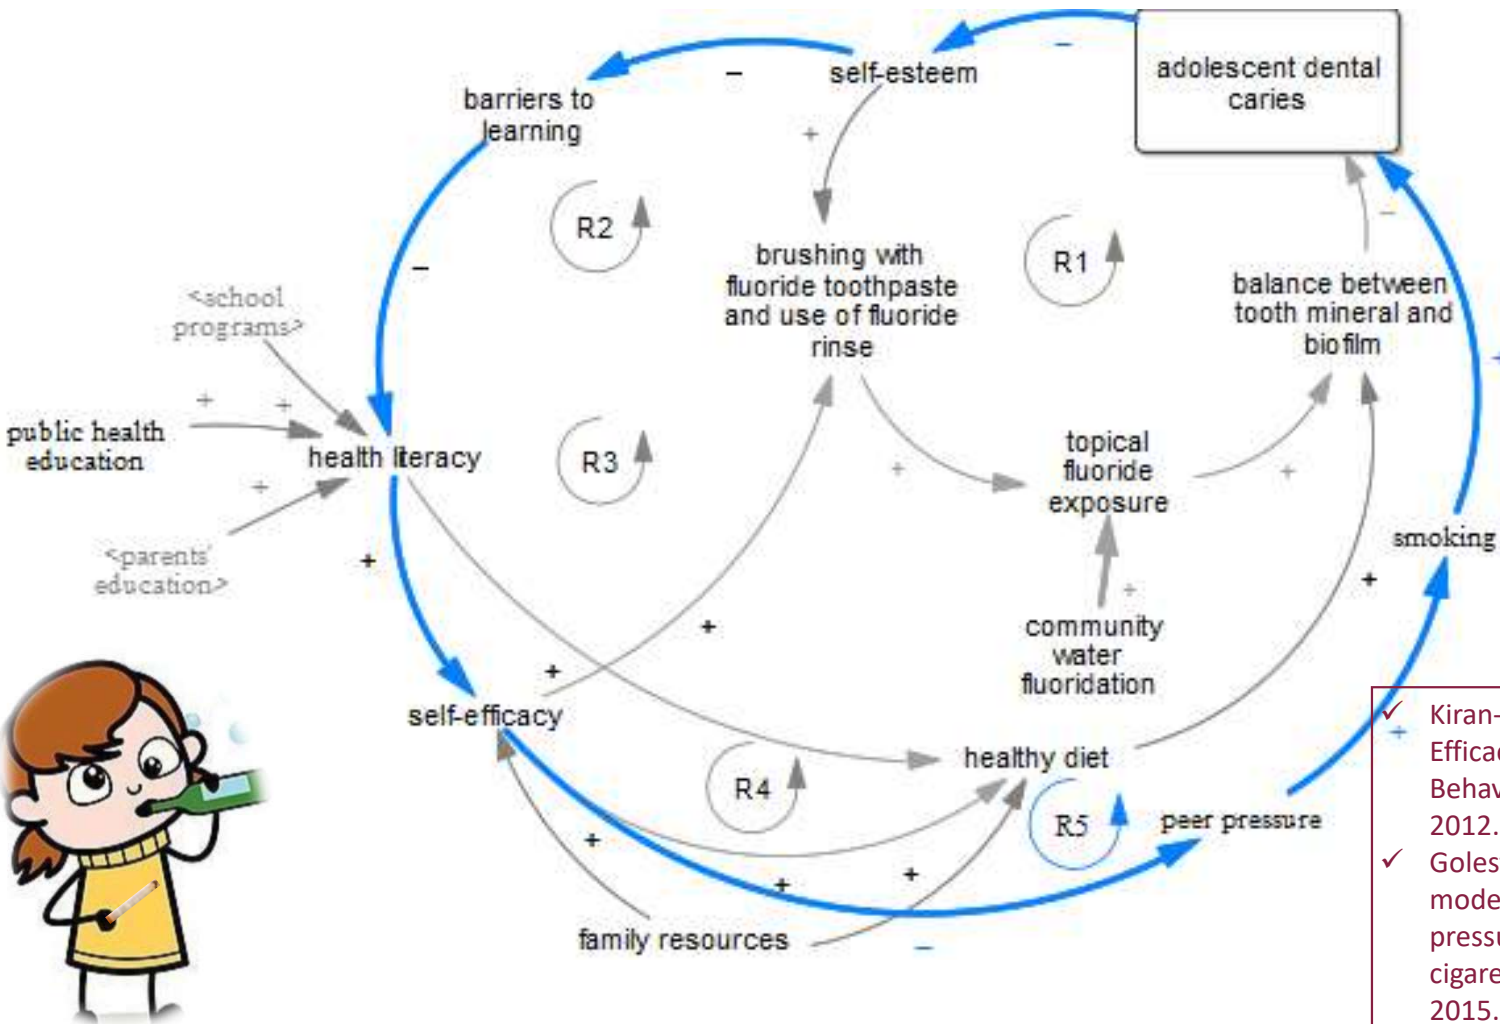 adolescent dental
caries
–
self-esteem
–
barriers to
learning
+
–
R2
R1
–
brushing with
fluoride toothpaste
and use of fluoride
rinse
balance between
tooth mineral and
biofilm
–
<school
programs>
+
+
public health
education
health literacy
R3
topical
fluoride
exposure
+
+
+
smoking
<parents'
education>
+
+
+
community
water
fluoridation
+
+
self-efficacy
healthy diet
R4
R5
peer pressure
+
+
+
+
family resources
–
✓ Kiran-
Efficac
Behav
2012.
✓ Goles
mode
pressu
cigare
2015.